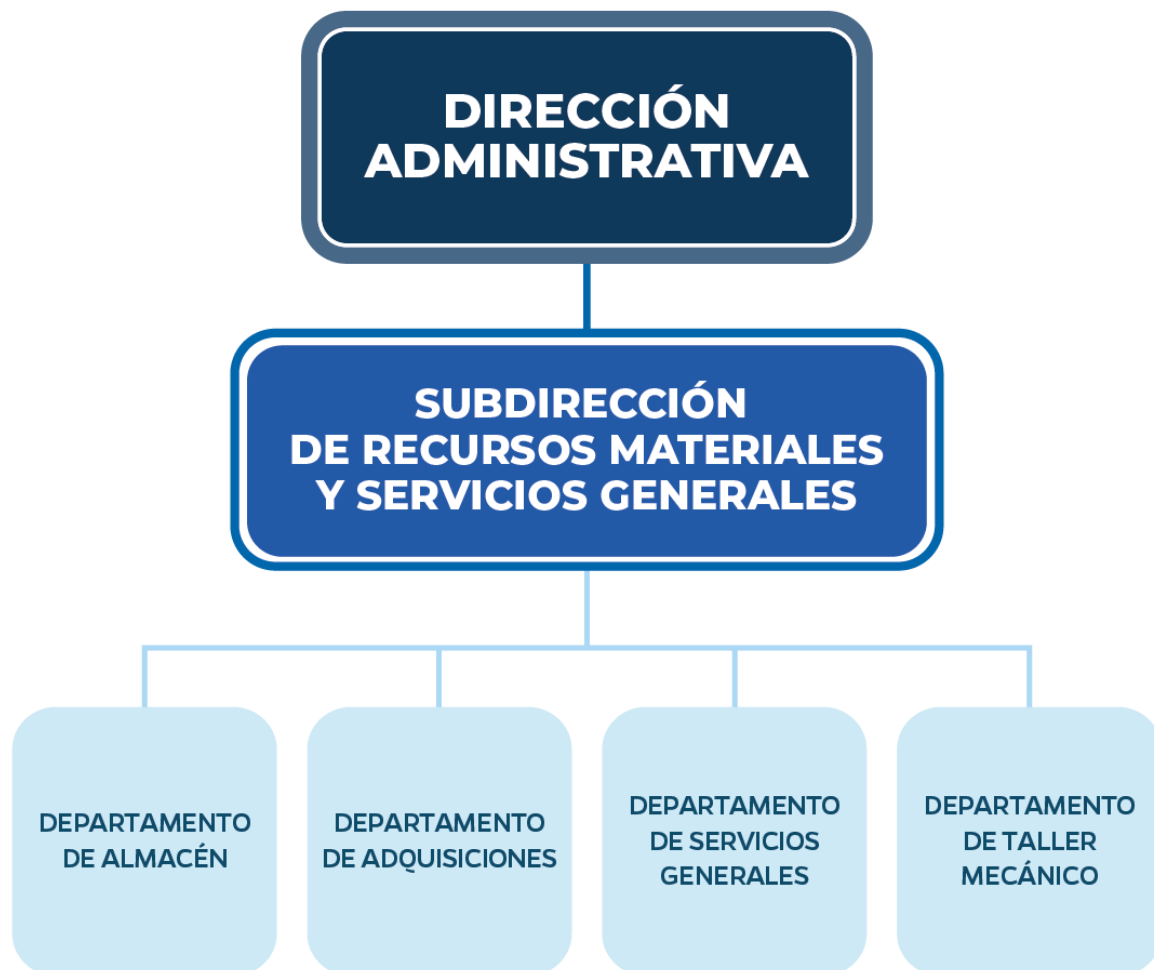 DIRECCIÓN
ADMINISTRATIVA
SUBDIRECCIÓN
DE RECURSOS MATERIALES
Y SERVICIOS GENERALES
DEPARTAMENTO
DE ALMACÉN
DEPARTAMENTO
DE ADQUISICIONES
DEPARTAMENTO
DE SERVICIOS
GENERALES
DEPARTAMENTO
DE TALLER
MECÁNICO